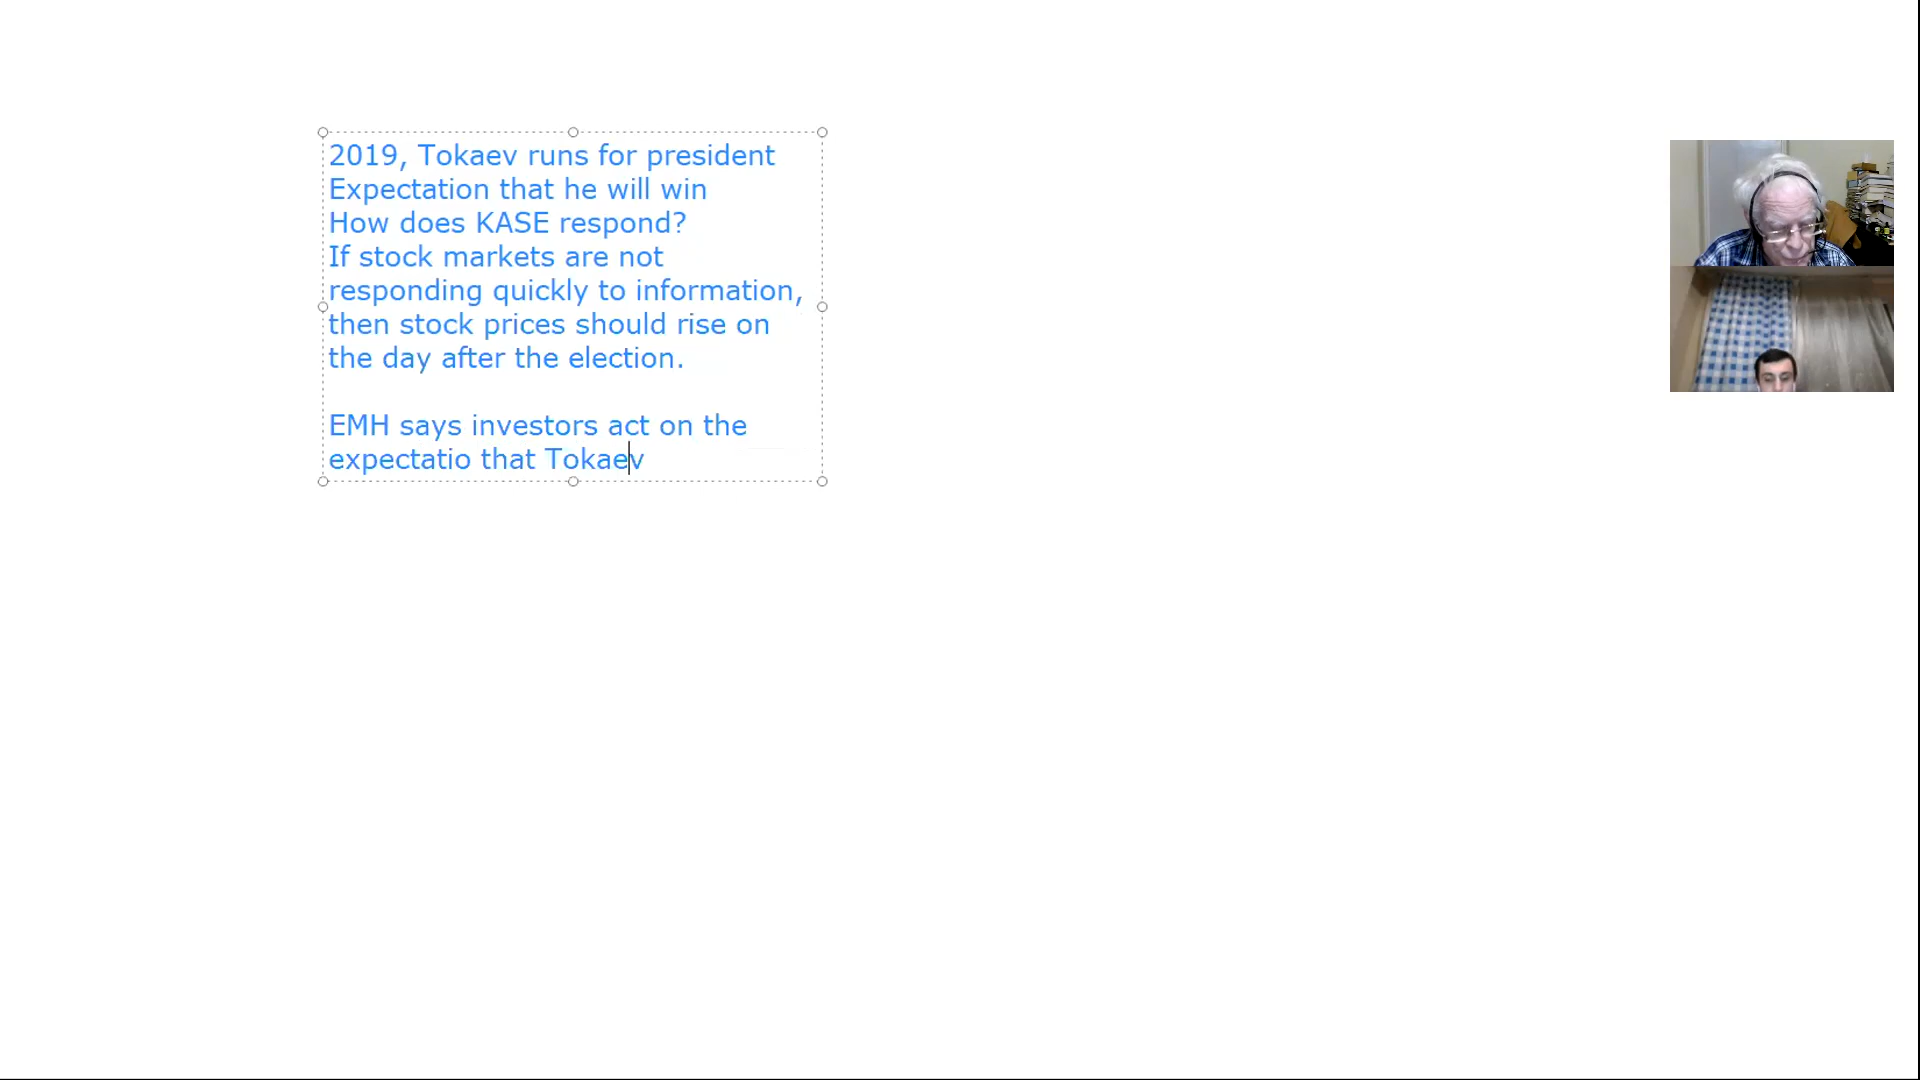 2019, Tokaev runs for president
Expectation that he will win
How does KASE respond?
If stock markets are not
responding quickly to information,
then stock prices should rise on
the day after the election.
EMH says investors act on the
expectatio that Tokaev